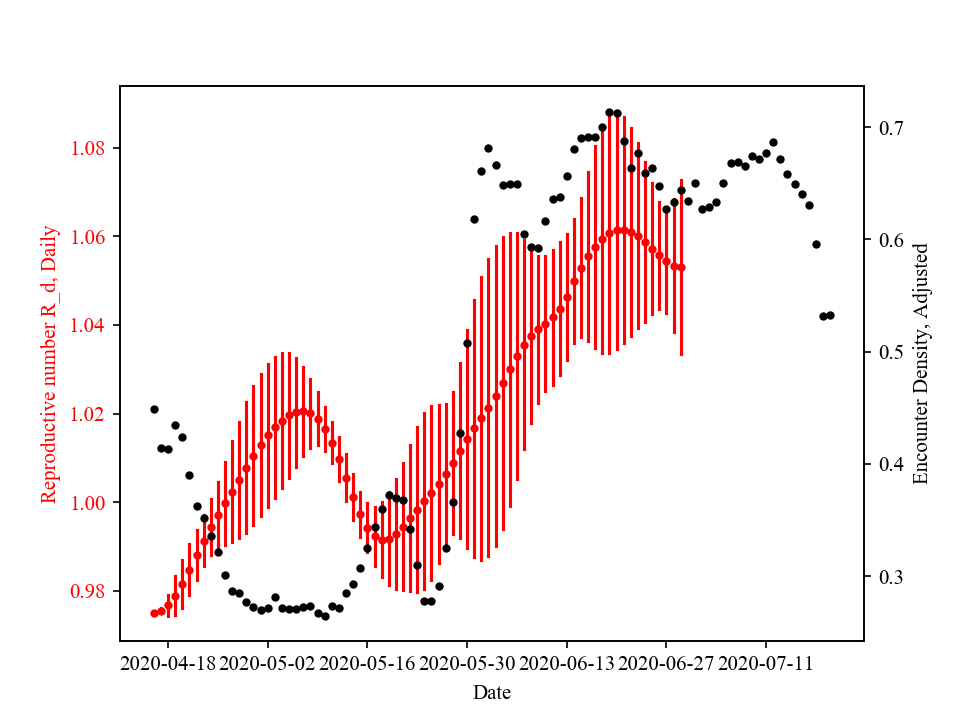 Reproductive number R_d, Daily
1.08
1.06
1.04
1.02
1.00
0.98
0.7
0.6
0.5
0.4
0.3
Encounter Density, Adjusted
2020-04-18 2020-05-02 2020-05-16 2020-05-30 2020-06-13 2020-06-27 2020-07-11
Date